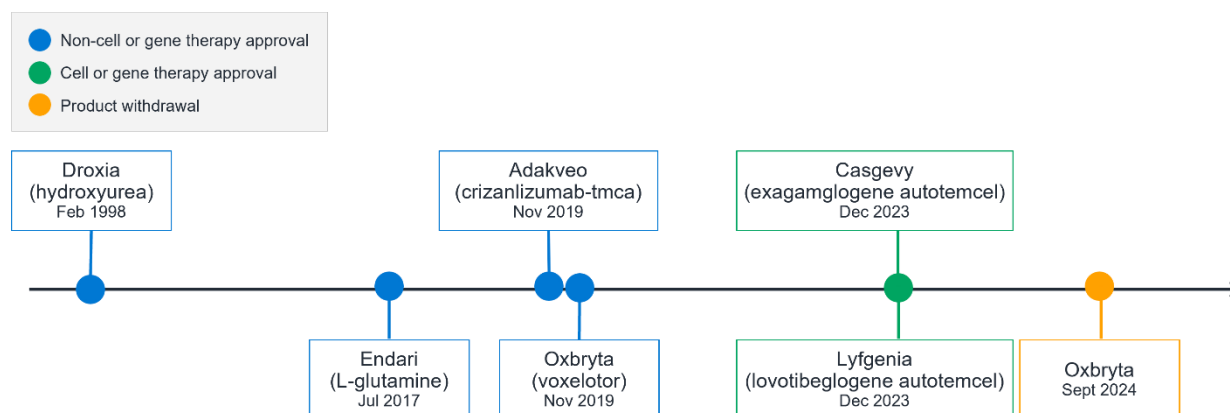 Non-cell or gene therapy approval
Cell or gene therapy approval
Product withdrawal
Droxia
(hydroxyurea)
Feb 1998
Adakveo
(crizanlizumab-tmca)
Nov 2019
Casgevy
(exagamglogene autotemcel)
Dec 2023
Endari
(L-glutamine)
Jul 2017
Oxbryta
(voxelotor)
Nov 2019
Lyfgenia
(lovotibeglogene autotemcel)
Dec 2023
Oxbryta
Sept 2024